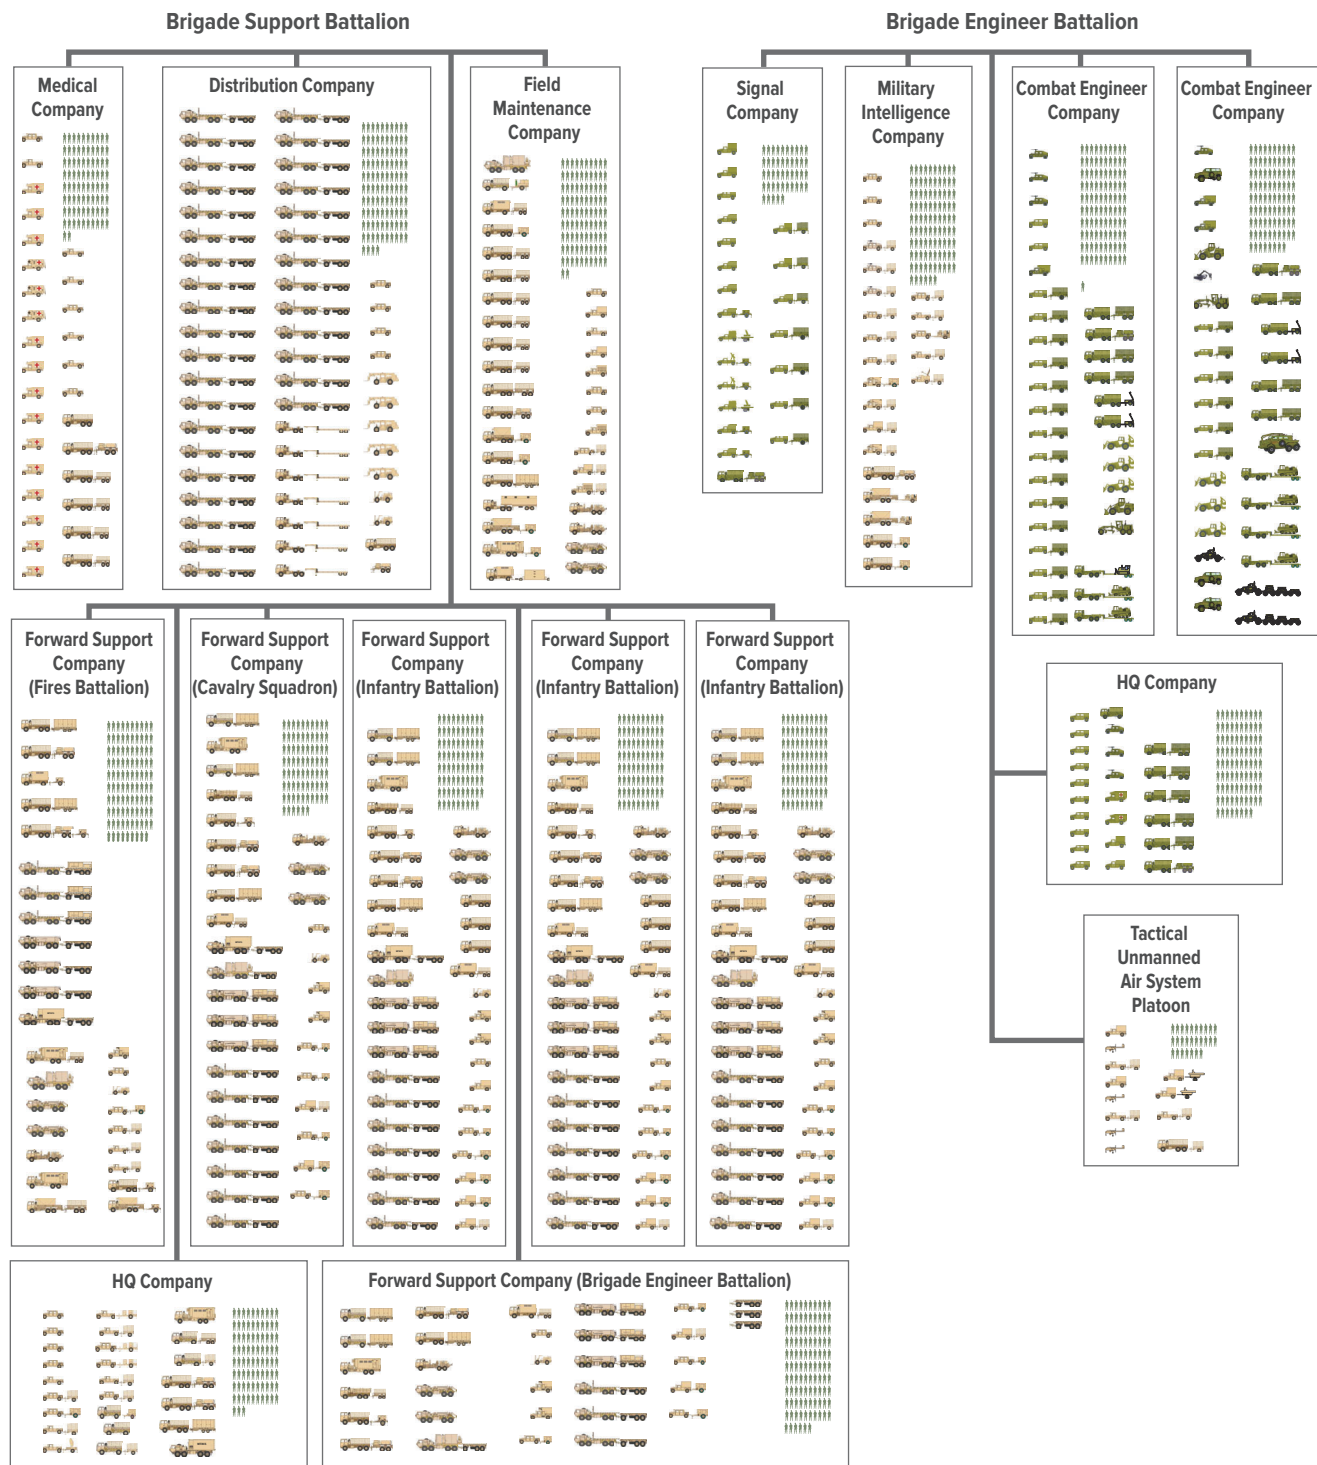 Brigade Support Battalion
Brigade Engineer Battalion
Medical
Company
Distribution Company
Field
Maintenance
Company
Signal
Company
Military
Intelligence
Company
Combat Engineer
Company
Combat Engineer
Company
Forward Support
Company
(Fires Battalion)
Forward Support
Company
(Cavalry Squadron)
Forward Support
Company
(Infantry Battalion)
Forward Support
Company
(Infantry Battalion)
Forward Support
Company
(Infantry Battalion)
HQ Company
Tactical
Unmanned
Air System
Platoon
HQ Company
Forward Support Company (Brigade Engineer Battalion)